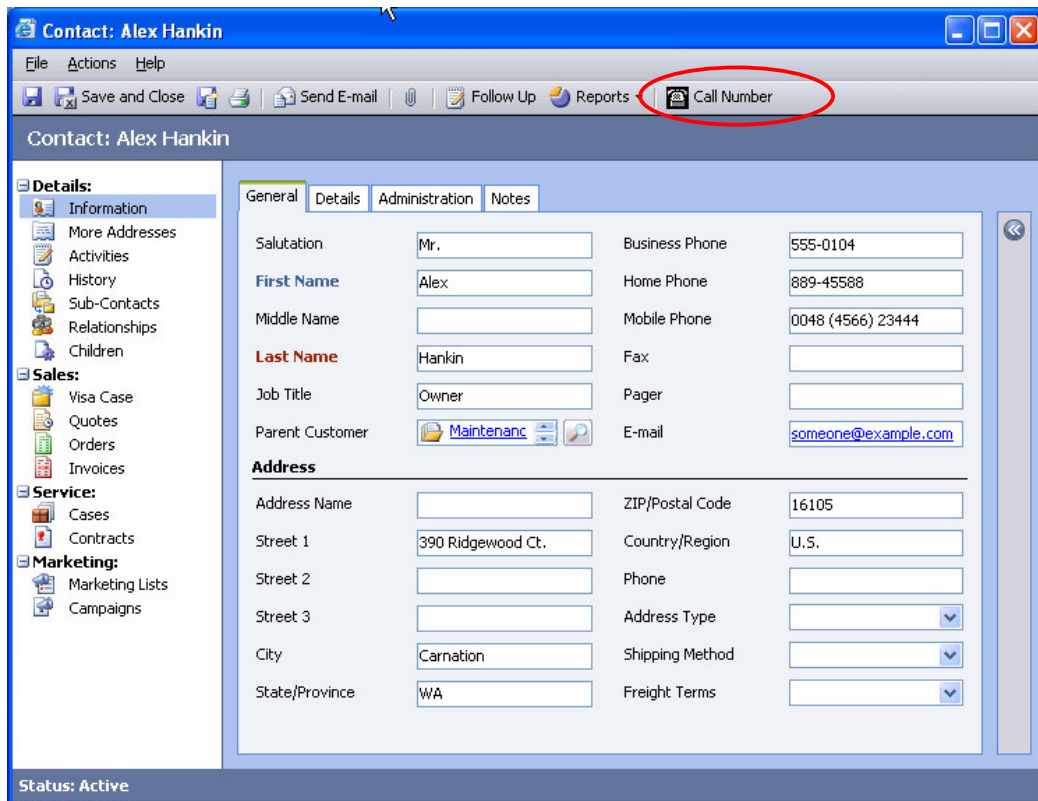 Contact: Alex Hankin
File Actions Help
Save and Close Send E-mail Follow Up Reports Call Number
Contact: Alex Hankin
Details:
Information
More Addresses
Activities
History
Sub-Contacts
Relationships
Children
Sales:
Visa Case
Quotes
Orders
Invoices
Service:
Cases
Contracts
Marketing:
Marketing Lists
Campaigns
General Details Administration Notes
Salutation Mr. Business Phone 555-0104
First Name Alex Home Phone 889-45588
Middle Name Mobile Phone 0048 (4566) 23444
Last Name Hankin Fax
Job Title Owner Pager
Parent Customer Maintenanc E-mail someone@example.com
Address
Address Name ZIP/Postal Code 16105
Street 1 390 Ridgewood Ct. Country/Region U.S.
Street 2 Phone
Street 3 Address Type
City Carnation Shipping Method
State/Province WA Freight Terms
Status: Active